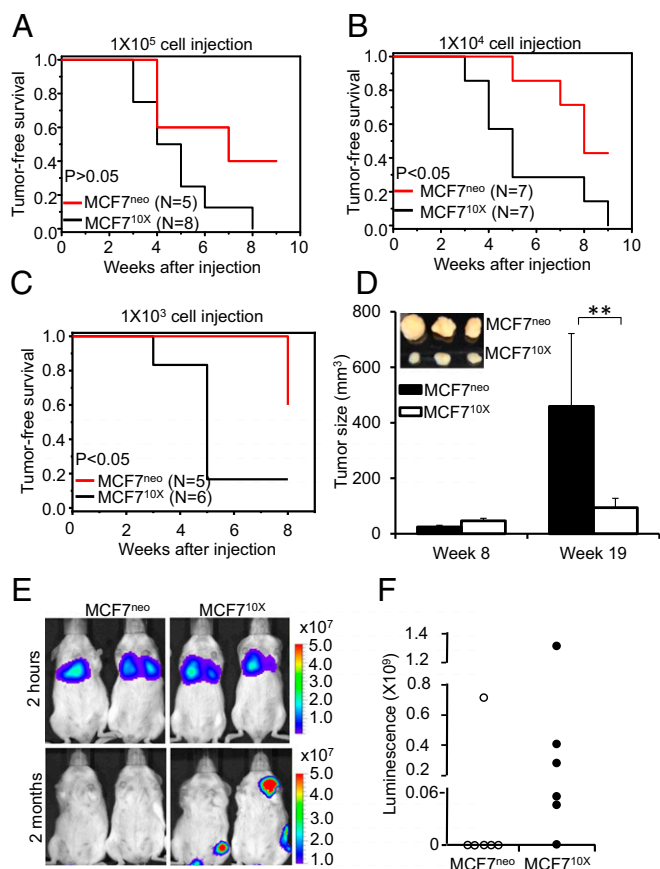 A
1X10⁵ cell injection
Tumor-free survival
1.0
0.8
0.6
0.4
0.2
0.0
P>0.05
MCF7ⁿᵉᵒ (N=5)
MCF7¹⁰ˣ (N=8)
0 2 4 6 8 10
Weeks after injection
B
1X10⁴ cell injection
Tumor-free survival
1.0
0.8
0.6
0.4
0.2
0.0
P<0.05
MCF7ⁿᵉᵒ (N=7)
MCF7¹⁰ˣ (N=7)
0 2 4 6 8 10
Weeks after injection
C
1X10³ cell injection
Tumor-free survival
1.0
0.8
0.6
0.4
0.2
0.0
P<0.05
MCF7ⁿᵉᵒ (N=5)
MCF7¹⁰ˣ (N=6)
0 2 4 6 8
Weeks after injection
D
Tumor size (mm³)
800
600
400
200
0
MCF7ⁿᵉᵒ
MCF7¹⁰ˣ
**
MCF7ⁿᵉᵒ
MCF7¹⁰ˣ
Week 8 Week 19
E
MCF7ⁿᵉᵒ MCF7¹⁰ˣ
2 hours
x10⁷
5.0
4.0
3.0
2.0
1.0
2 months
x10⁷
5.0
4.0
3.0
2.0
1.0
F
Luminescence (X10⁹)
1.4
1.2
0.8
0.4
0.2
0.06
0
MCF7ⁿᵉᵒ MCF7¹⁰ˣ